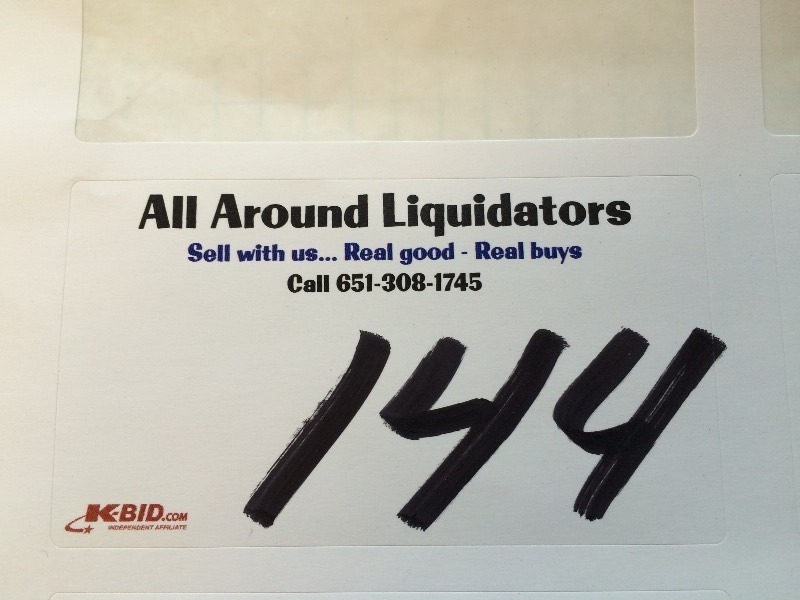 All Around Liquidators
Sell with us... Real good - Real buys
Call 651-308-1745
144
K-BID.COM
INDEPENDENT AFFILIATE